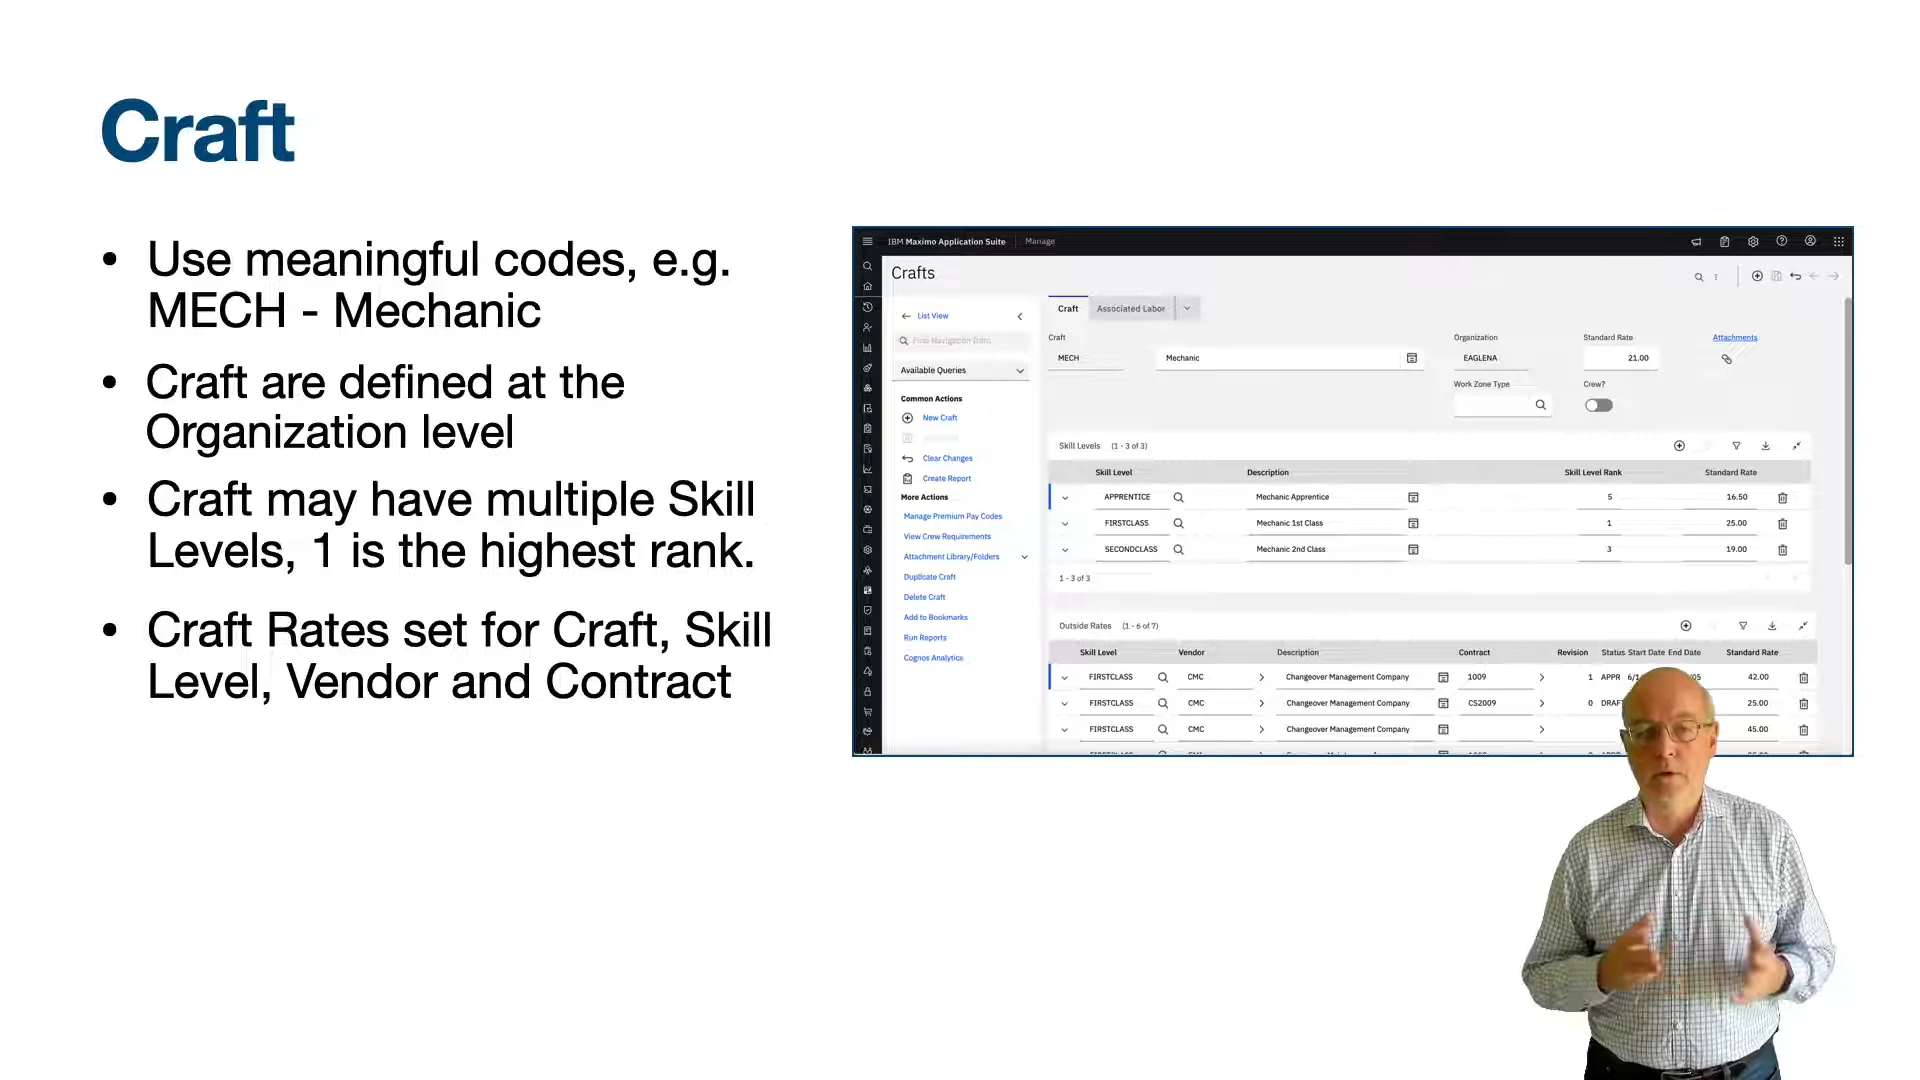 Craft
• Use meaningful codes, e.g.
MECH - Mechanic
• Craft are defined at the
Organization level
• Craft may have multiple Skill
Levels, 1 is the highest rank.
• Craft Rates set for Craft, Skill
Level, Vendor and Contract
IBM Maximo Application Suite Manage
Crafts
List View
Find Navigation Item
Available Queries
Common Actions
New Craft
Clear Changes
Create Report
More Actions
Manage Premium Pay Codes
View Crew Requirements
Attachment Library/Folders
Duplicate Craft
Delete Craft
Add to Bookmarks
Run Reports
Cognos Analytics
Craft Associated Labor
Craft Organization Standard Rate Attachments
MECH Mechanic EAGLENA 21.00
Work Zone Type Crew?
Skill Levels (1 - 3 of 3)
Skill Level Description Skill Level Rank Standard Rate
APPRENTICE Mechanic Apprentice 5 16.50
FIRSTCLASS Mechanic 1st Class 1 25.00
SECONDCLASS Mechanic 2nd Class 3 19.00
1 - 3 of 3
Outside Rates (1 - 6 of 7)
Skill Level Vendor Description Contract Revision Status Start Date End Date Standard Rate
FIRSTCLASS CMC Changeover Management Company 1009 1 APPR 42.00
FIRSTCLASS CMC Changeover Management Company CS2009 0 25.00
FIRSTCLASS CMC Changeover Management Company 45.00